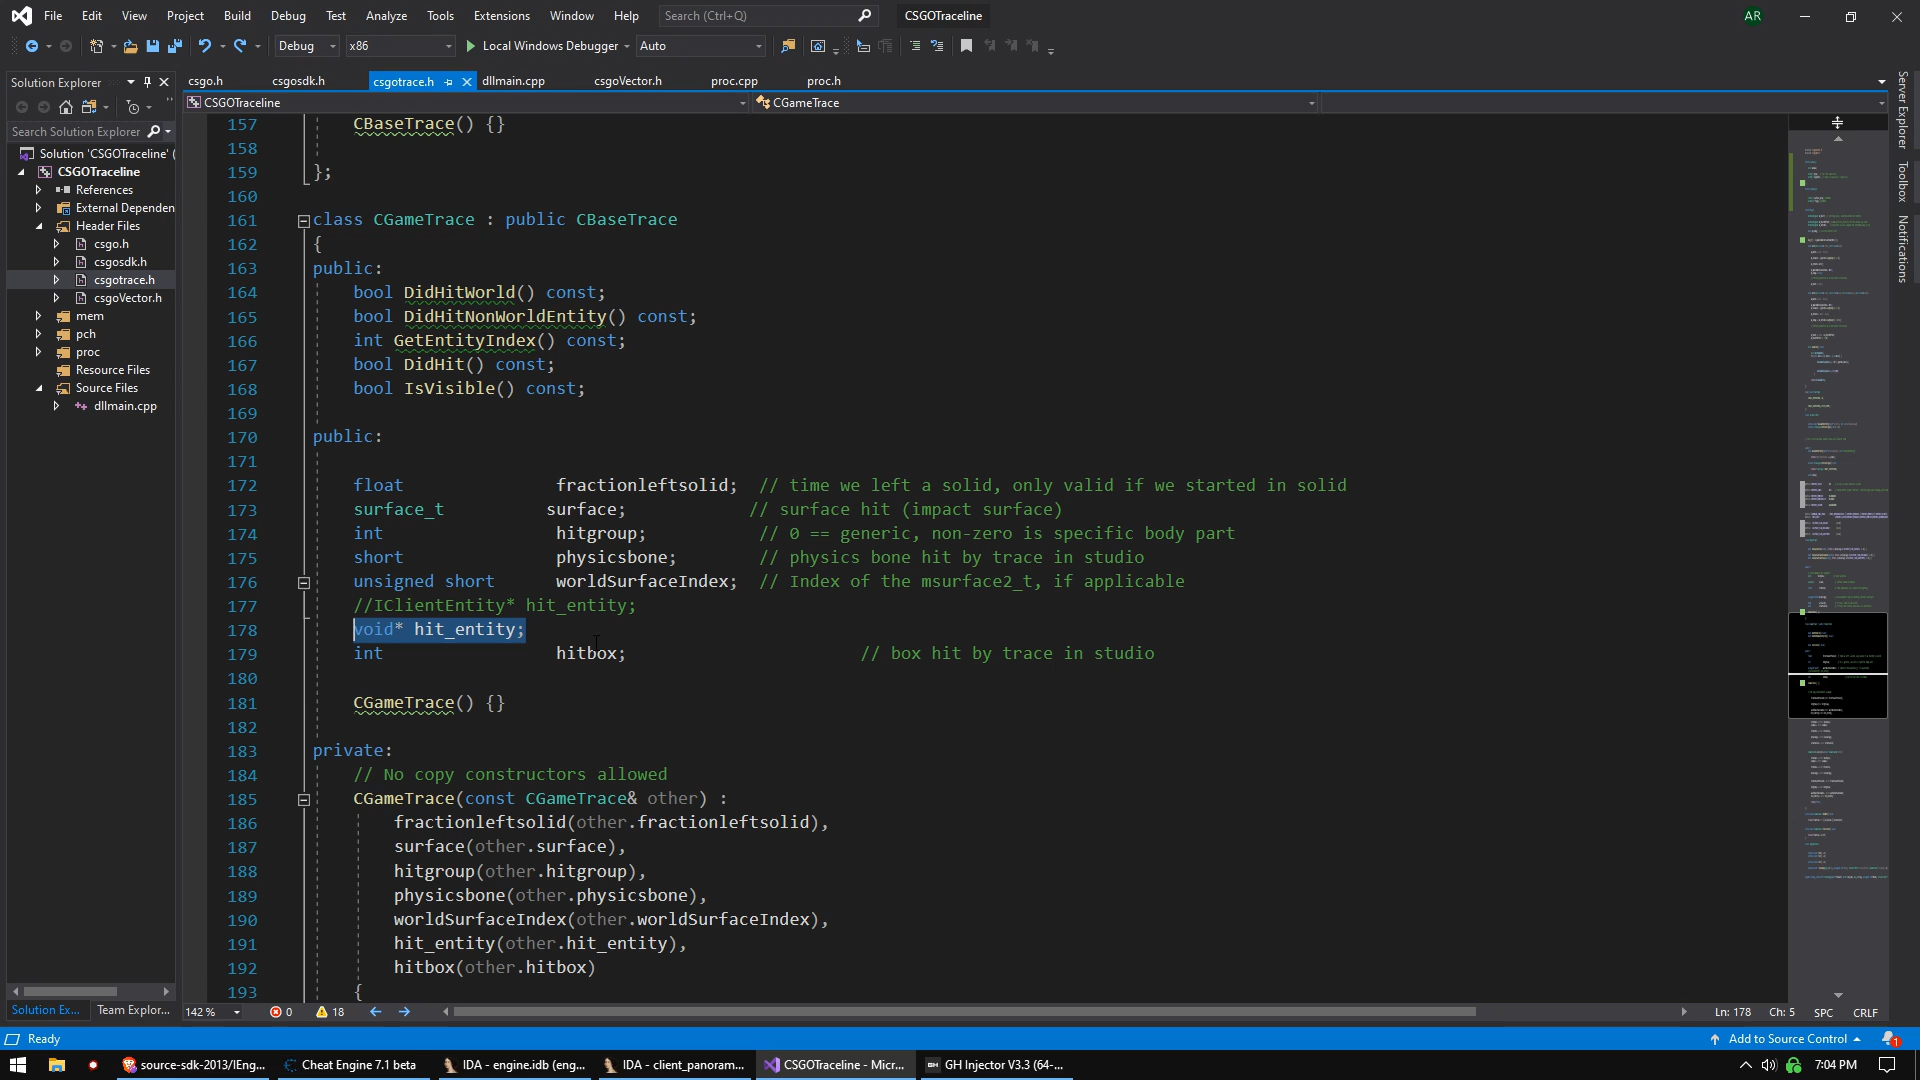 File Edit View Project Build Debug Test Analyze Tools Extensions Window Help Search (Ctrl+Q) CSGOTraceline AR
Debug x86 Local Windows Debugger Auto
Solution Explorer
csgo.h csgosdk.h csgotrace.h dllmain.cpp csgoVector.h proc.cpp proc.h
CSGOTraceline CGameTrace
Search Solution Explorer
Solution 'CSGOTraceline' (
CSGOTraceline
References
External Dependen
Header Files
csgo.h
csgosdk.h
csgotrace.h
csgoVector.h
mem
pch
proc
Resource Files
Source Files
dllmain.cpp
Solution Ex... Team Explor...
157 CBaseTrace() {}
158
159 };
160
161 class CGameTrace : public CBaseTrace
162 {
163 public:
164 bool DidHitWorld() const;
165 bool DidHitNonWorldEntity() const;
166 int GetEntityIndex() const;
167 bool DidHit() const;
168 bool IsVisible() const;
169
170 public:
171
172 float fractionleftsolid; // time we left a solid, only valid if we started in solid
173 surface_t surface; // surface hit (impact surface)
174 int hitgroup; // 0 == generic, non-zero is specific body part
175 short physicsbone; // physics bone hit by trace in studio
176 unsigned short worldSurfaceIndex; // Index of the msurface2_t, if applicable
177 //IClientEntity* hit_entity;
178 void* hit_entity;
179 int hitbox; // box hit by trace in studio
180
181 CGameTrace() {}
182
183 private:
184 // No copy constructors allowed
185 CGameTrace(const CGameTrace& other) :
186 fractionleftsolid(other.fractionleftsolid),
187 surface(other.surface),
188 hitgroup(other.hitgroup),
189 physicsbone(other.physicsbone),
190 worldSurfaceIndex(other.worldSurfaceIndex),
191 hit_entity(other.hit_entity),
192 hitbox(other.hitbox)
193 {
Server Explorer
Toolbox
Notifications
142 % 0 18 Ln: 178 Ch: 5 SPC CRLF
Ready Add to Source Control 1
source-sdk-2013/IEng... Cheat Engine 7.1 beta IDA - engine.idb (eng... IDA - client_panoram... CSGOTraceline - Micr... GH Injector V3.3 (64-... 7:04 PM